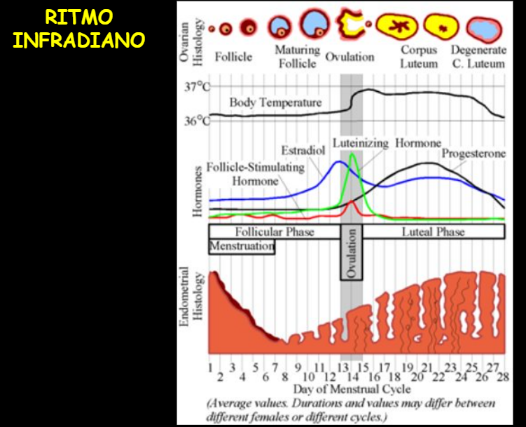 RITMO
INFRADIANO
Ovarian
Histology
Follicle
Maturing
Follicle
Ovulation
Corpus
Luteum
Degenerate
C. Luteum
37°C
Body Temperature
36°C
Hormones
Estradiol
Luteinizing Hormone
Progesterone
Follicle-Stimulating
Hormone
Follicular Phase
Ovulation
Luteal Phase
Menstruation
Endometrial
Histology
1 3 5 7 9 11 13 15 17 19 21 23 25 27
2 4 6 8 10 12 14 16 18 20 22 24 26 28
Day of Menstrual Cycle
(Average values. Durations and values may differ between
different females or different cycles.)